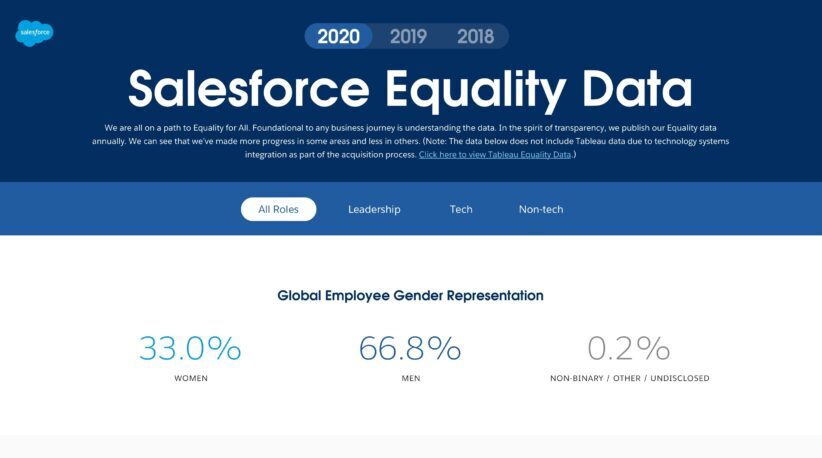 salesforce
2020 2019 2018
Salesforce Equality Data
We are all on a path to Equality for All. Foundational to any business journey is understanding the data. In the spirit of transparency, we publish our Equality data
annually. We can see that we've made more progress in some areas and less in others. (Note: The data below does not include Tableau data due to technology systems
integration as part of the acquisition process. Click here to view Tableau Equality Data.)
All Roles Leadership Tech Non-tech
Global Employee Gender Representation
33.0% 66.8% 0.2%
WOMEN MEN NON-BINARY / OTHER / UNDISCLOSED